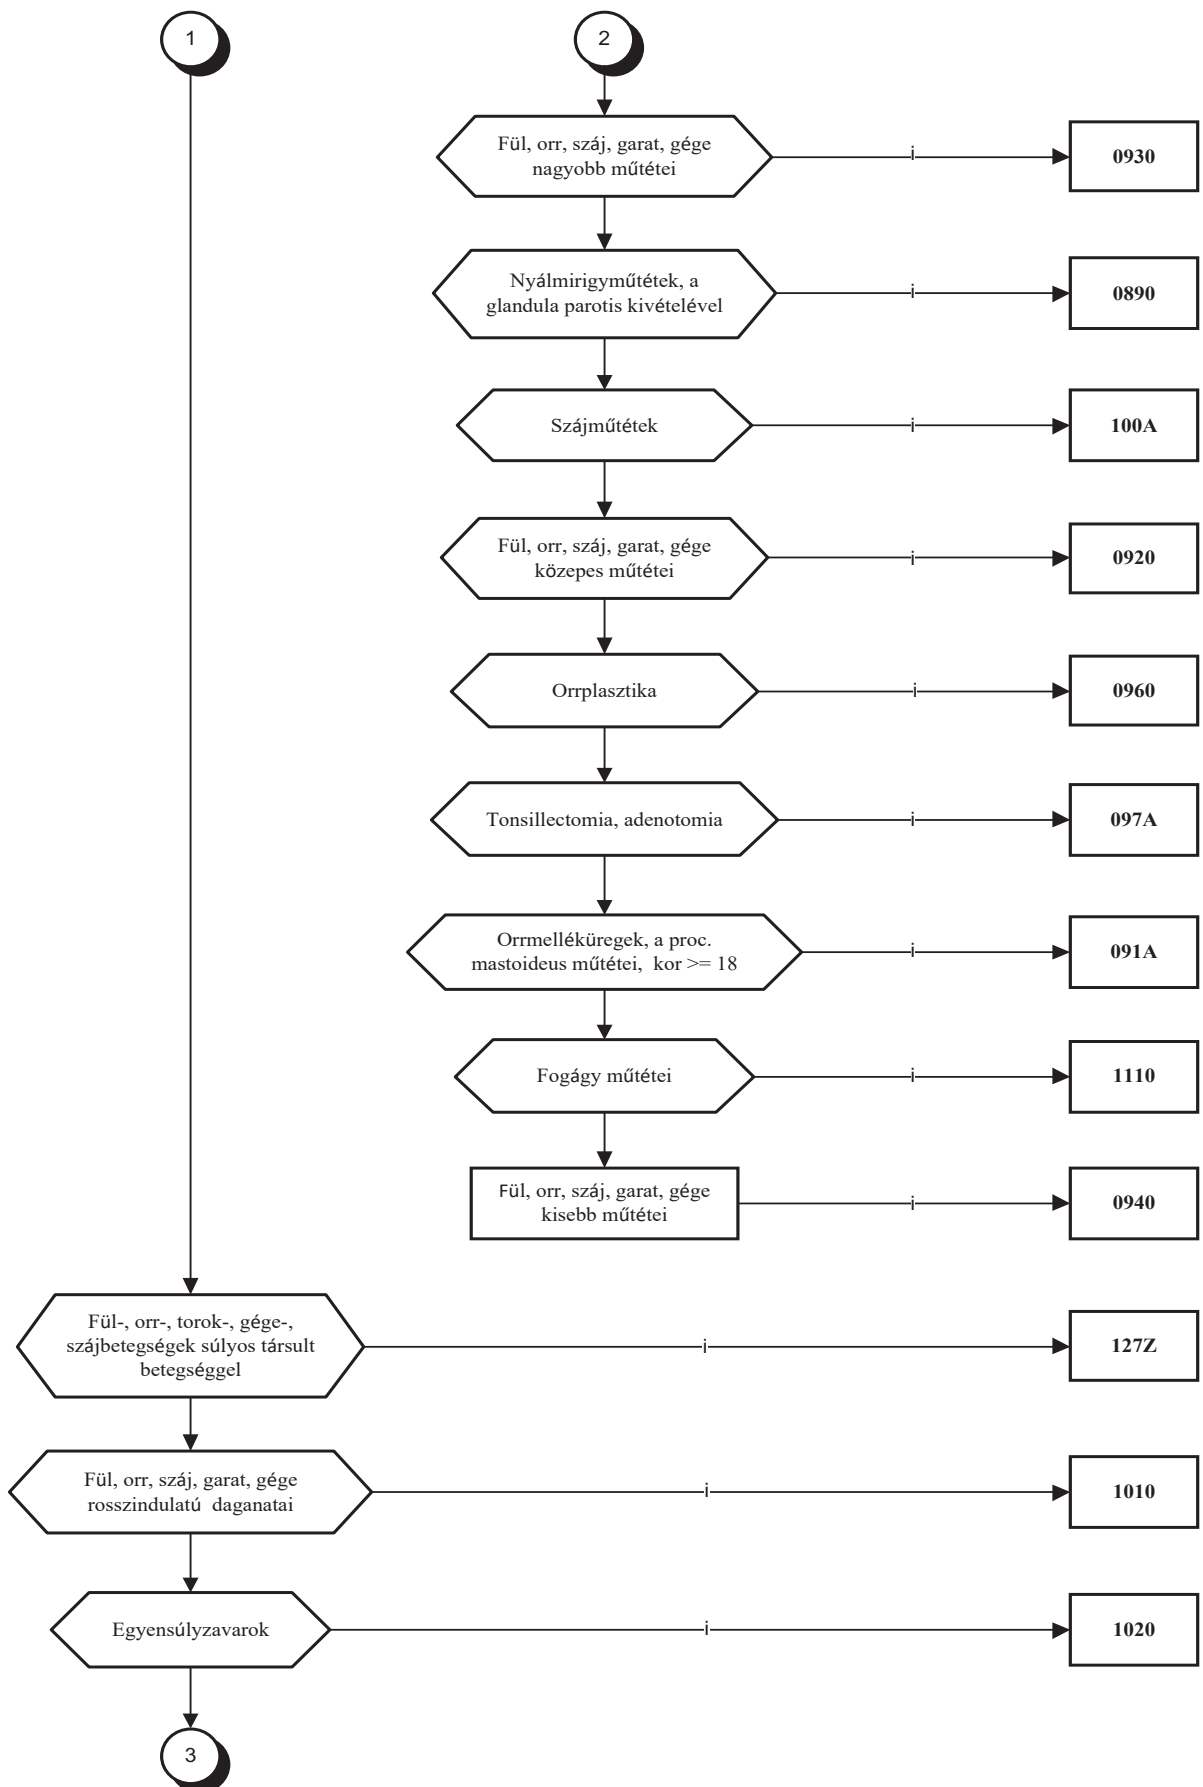 1
2
Fül, orr, száj, garat, gége
nagyobb műtétei
i
0930
Nyálmirigyműtétek, a
glandula parotis kivételével
i
0890
Szájműtétek
i
100A
Fül, orr, száj, garat, gége
közepes műtétei
i
0920
Orrplasztika
i
0960
Tonsillectomia, adenotomia
i
097A
Orrmelléküregek, a proc.
mastoideus műtétei, kor >= 18
i
091A
Fogágy műtétei
i
1110
Fül, orr, száj, garat, gége
kisebb műtétei
i
0940
Fül-, orr-, torok-, gége-,
szájbetegségek súlyos társult
betegséggel
i
127Z
Fül, orr, száj, garat, gége
rosszindulatú daganatai
i
1010
Egyensúlyzavarok
i
1020
3